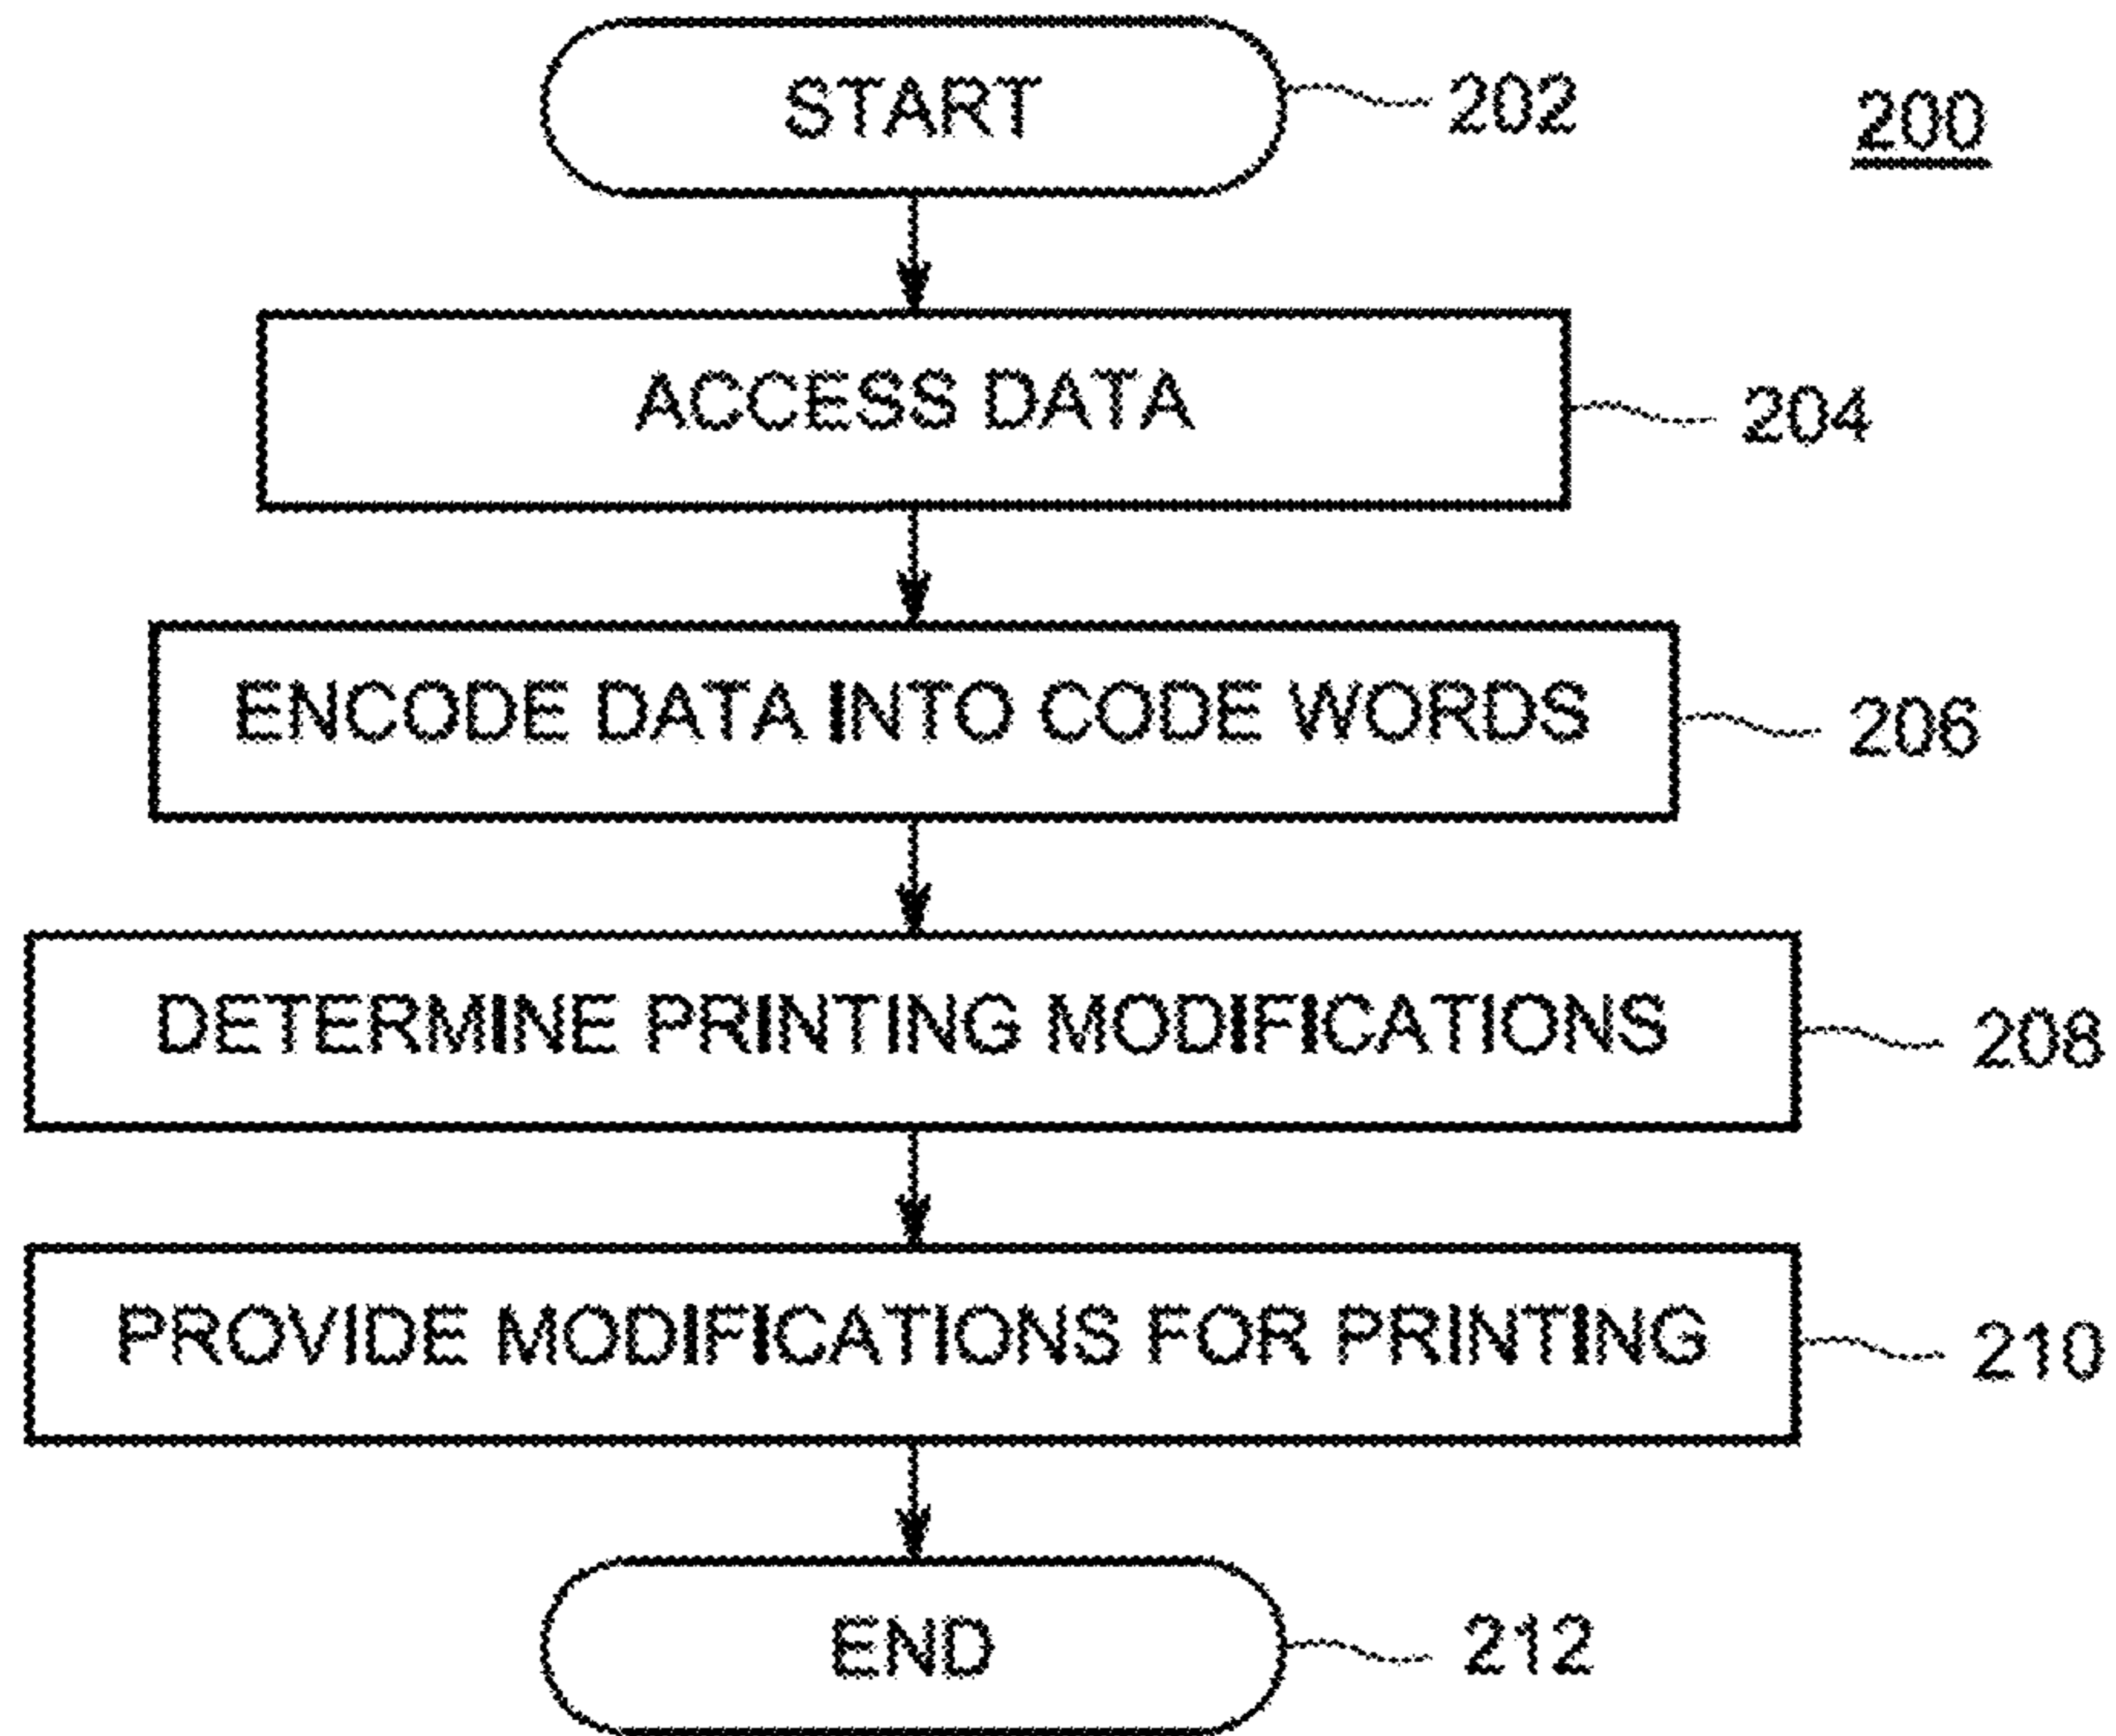 START
202
200
ACCESS DATA
204
ENCODE DATA INTO CODE WORDS
206
DETERMINE PRINTING MODIFICATIONS
208
PROVIDE MODIFICATIONS FOR PRINTING
210
END
212